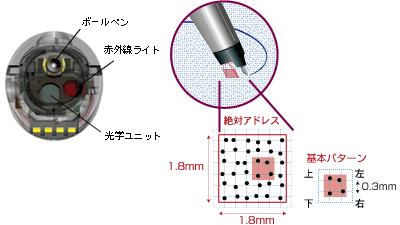 ボールペン
赤外線ライト
光学ユニット
絶対アドレス
1.8mm
1.8mm
基本パターン
上 左
0.3mm
下 右